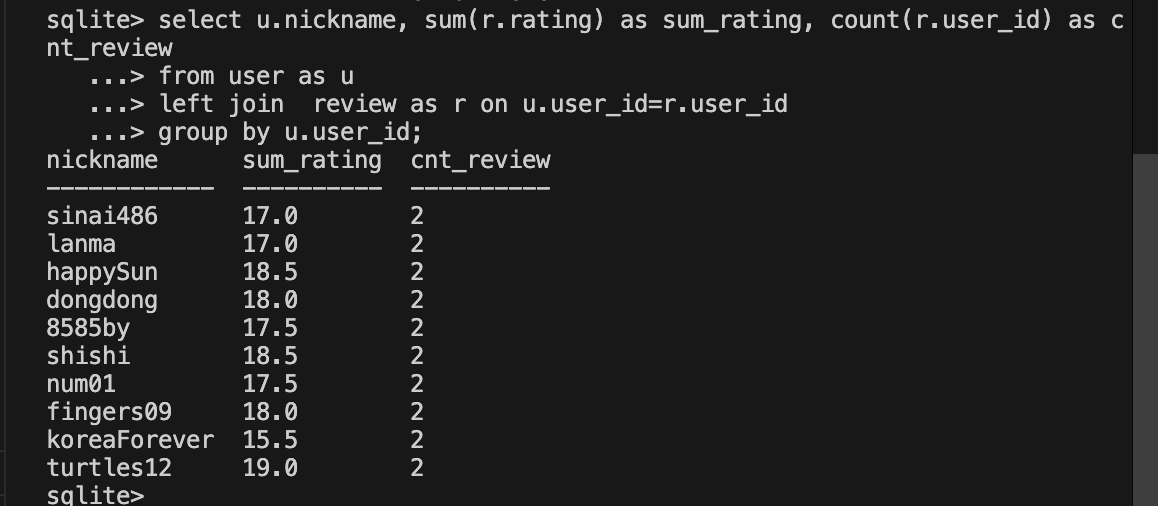 sqlite> select u.nickname, sum(r.rating) as sum_rating, count(r.user_id) as c
nt_review
   ...> from user as u
   ...> left join  review as r on u.user_id=r.user_id
   ...> group by u.user_id;
nickname      sum_rating  cnt_review
------------  ----------  ----------
sinai486      17.0        2
lanma         17.0        2
happySun      18.5        2
dongdong      18.0        2
8585by        17.5        2
shishi        18.5        2
num01         17.5        2
fingers09     18.0        2
koreaForever  15.5        2
turtles12     19.0        2
sqlite>